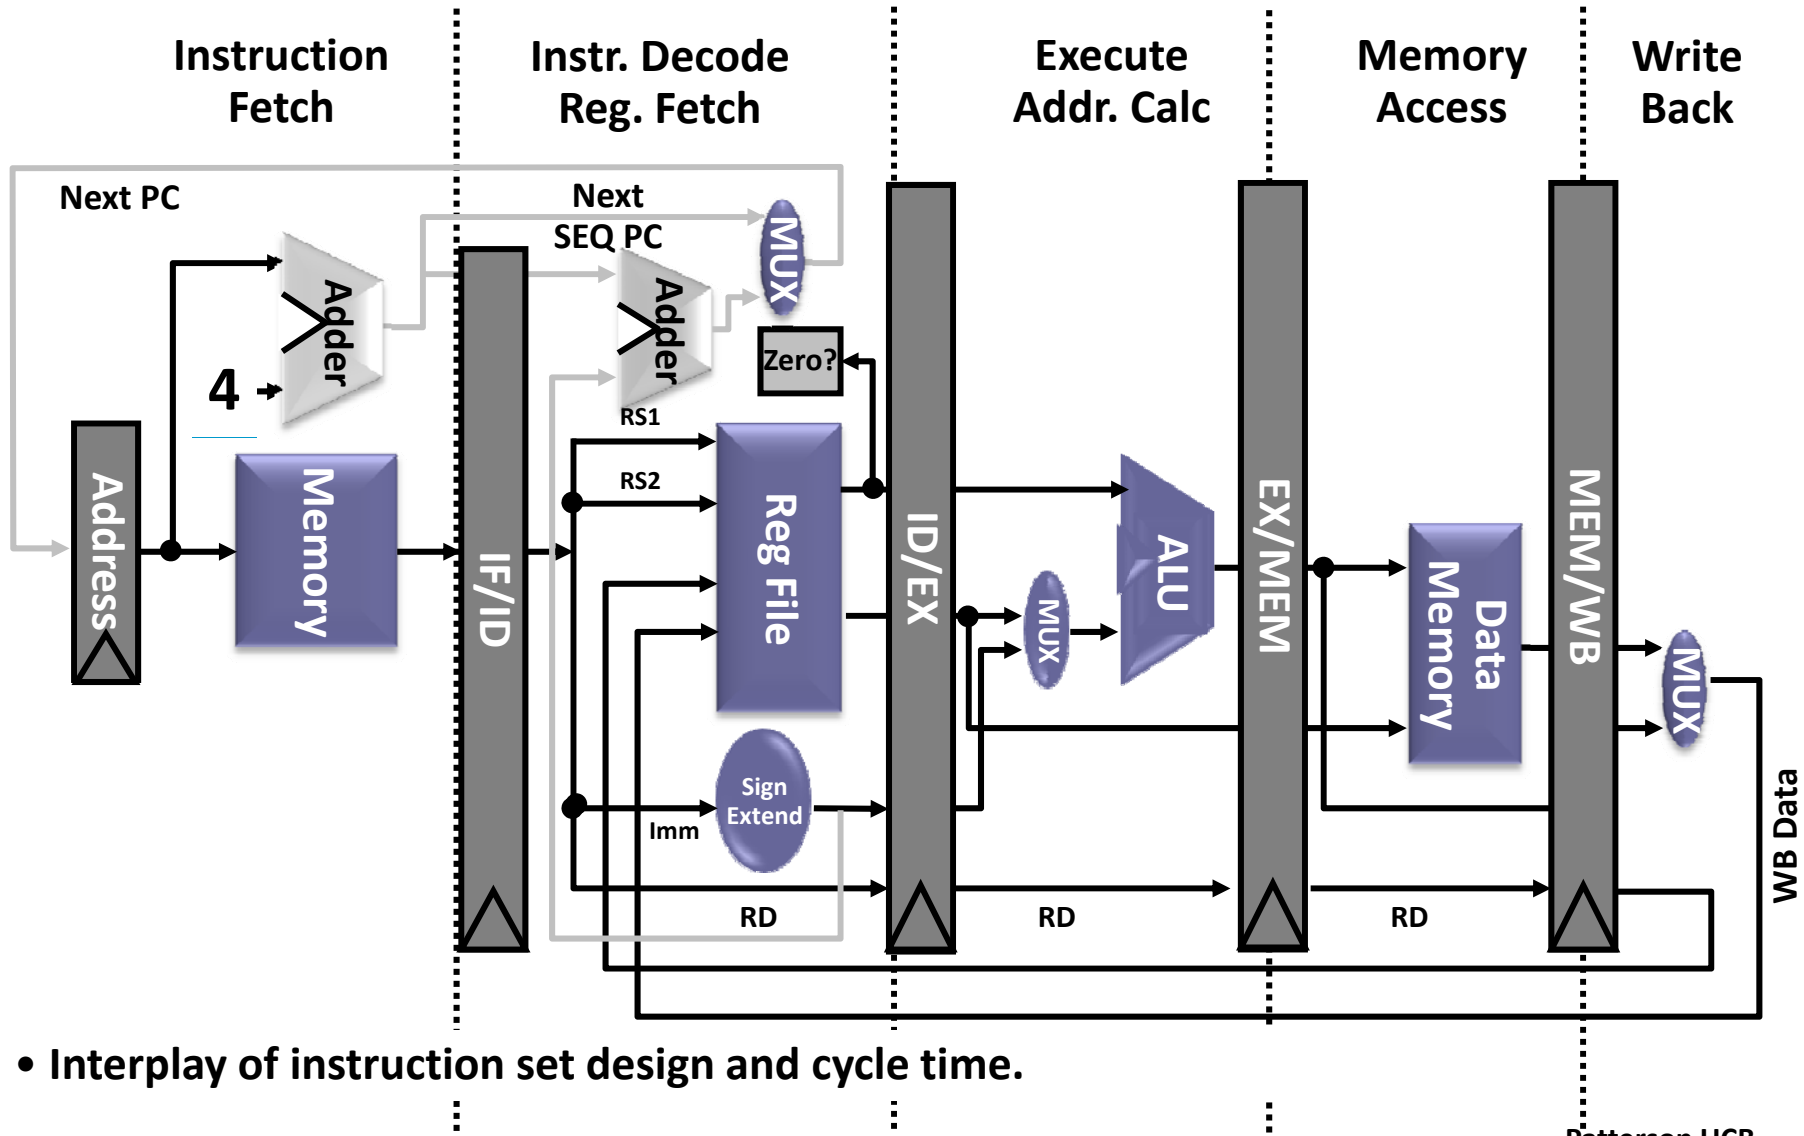 Instruction
Fetch
Instr. Decode
Reg. Fetch
Execute
Addr. Calc
Memory
Access
Write
Back
Next PC
Next
SEQ PC
MUX
Adder
Adder
4
Zero?
RS1
RS2
Address
Memory
IF/ID
Reg File
ID/EX
MUX
ALU
EX/MEM
Data
Memory
MEM/WB
MUX
Sign
Extend
Imm
RD
RD
RD
WB Data
• Interplay of instruction set design and cycle time.
Patterson UCB